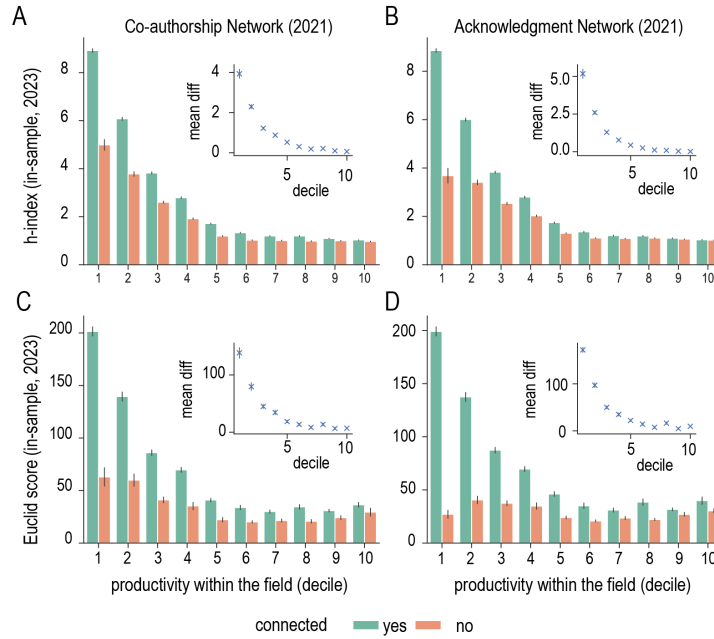 A
Co-authorship Network (2021)
h-index (in-sample, 2023)
8
6
4
2
0
1 2 3 4 5 6 7 8 9 10
mean diff
4
2
0
5 10
decile
B
Acknowledgment Network (2021)
8
6
4
2
0
1 2 3 4 5 6 7 8 9 10
mean diff
5.0
2.5
0.0
5 10
decile
C
Euclid score (in-sample, 2023)
200
150
100
50
0
1 2 3 4 5 6 7 8 9 10
productivity within the field (decile)
mean diff
100
0
5 10
decile
D
200
150
100
50
0
1 2 3 4 5 6 7 8 9 10
productivity within the field (decile)
mean diff
100
0
5 10
decile
connected yes no